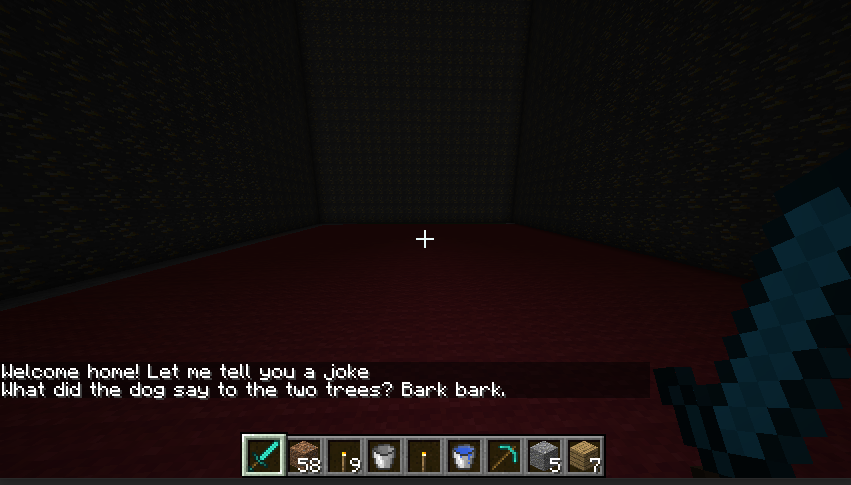 Welcome home! Let me tell you a joke
What did the dog say to the two trees? Bark bark.
58 9 5 7